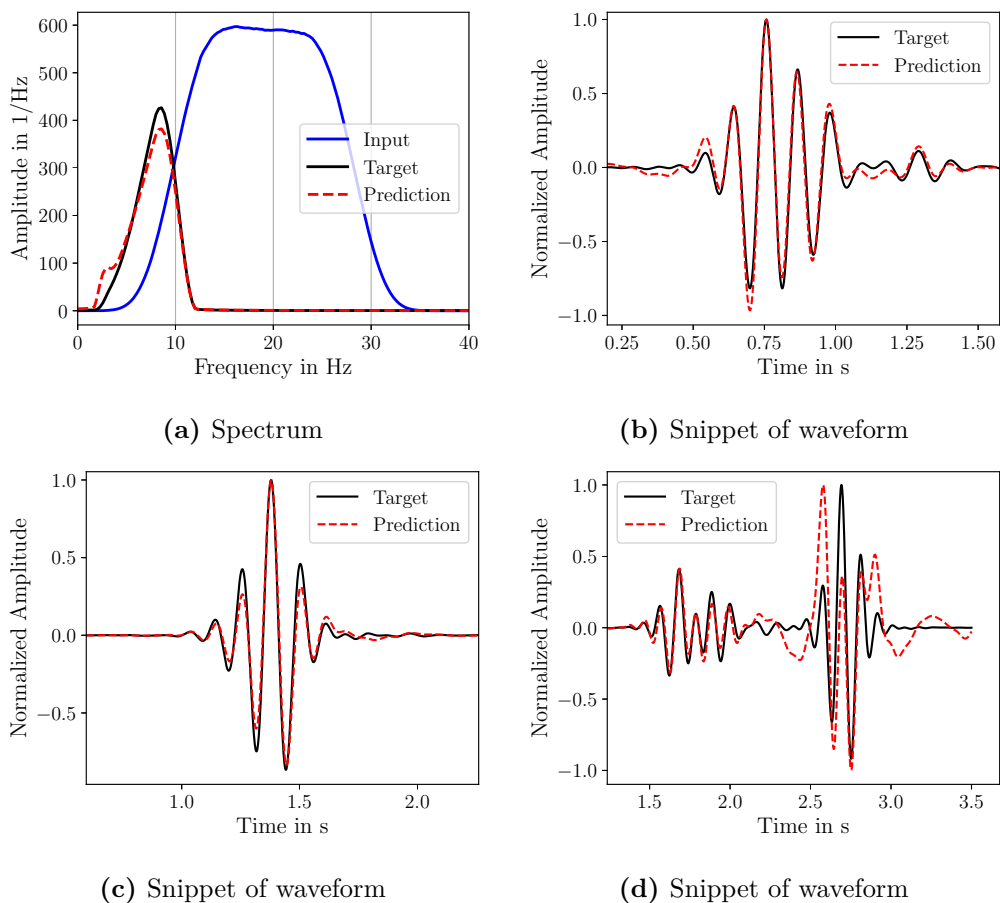 600
500
400
300
200
100
0
Amplitude in 1/Hz
Input
Target
Prediction
0 10 20 30 40
Frequency in Hz
(a) Spectrum
1.0
0.5
0.0
−0.5
−1.0
Normalized Amplitude
Target
Prediction
0.25 0.50 0.75 1.00 1.25 1.50
Time in s
(b) Snippet of waveform
1.0
0.5
0.0
−0.5
Normalized Amplitude
Target
Prediction
1.0 1.5 2.0
Time in s
(c) Snippet of waveform
1.0
0.5
0.0
−0.5
−1.0
Normalized Amplitude
Target
Prediction
1.5 2.0 2.5 3.0 3.5
Time in s
(d) Snippet of waveform